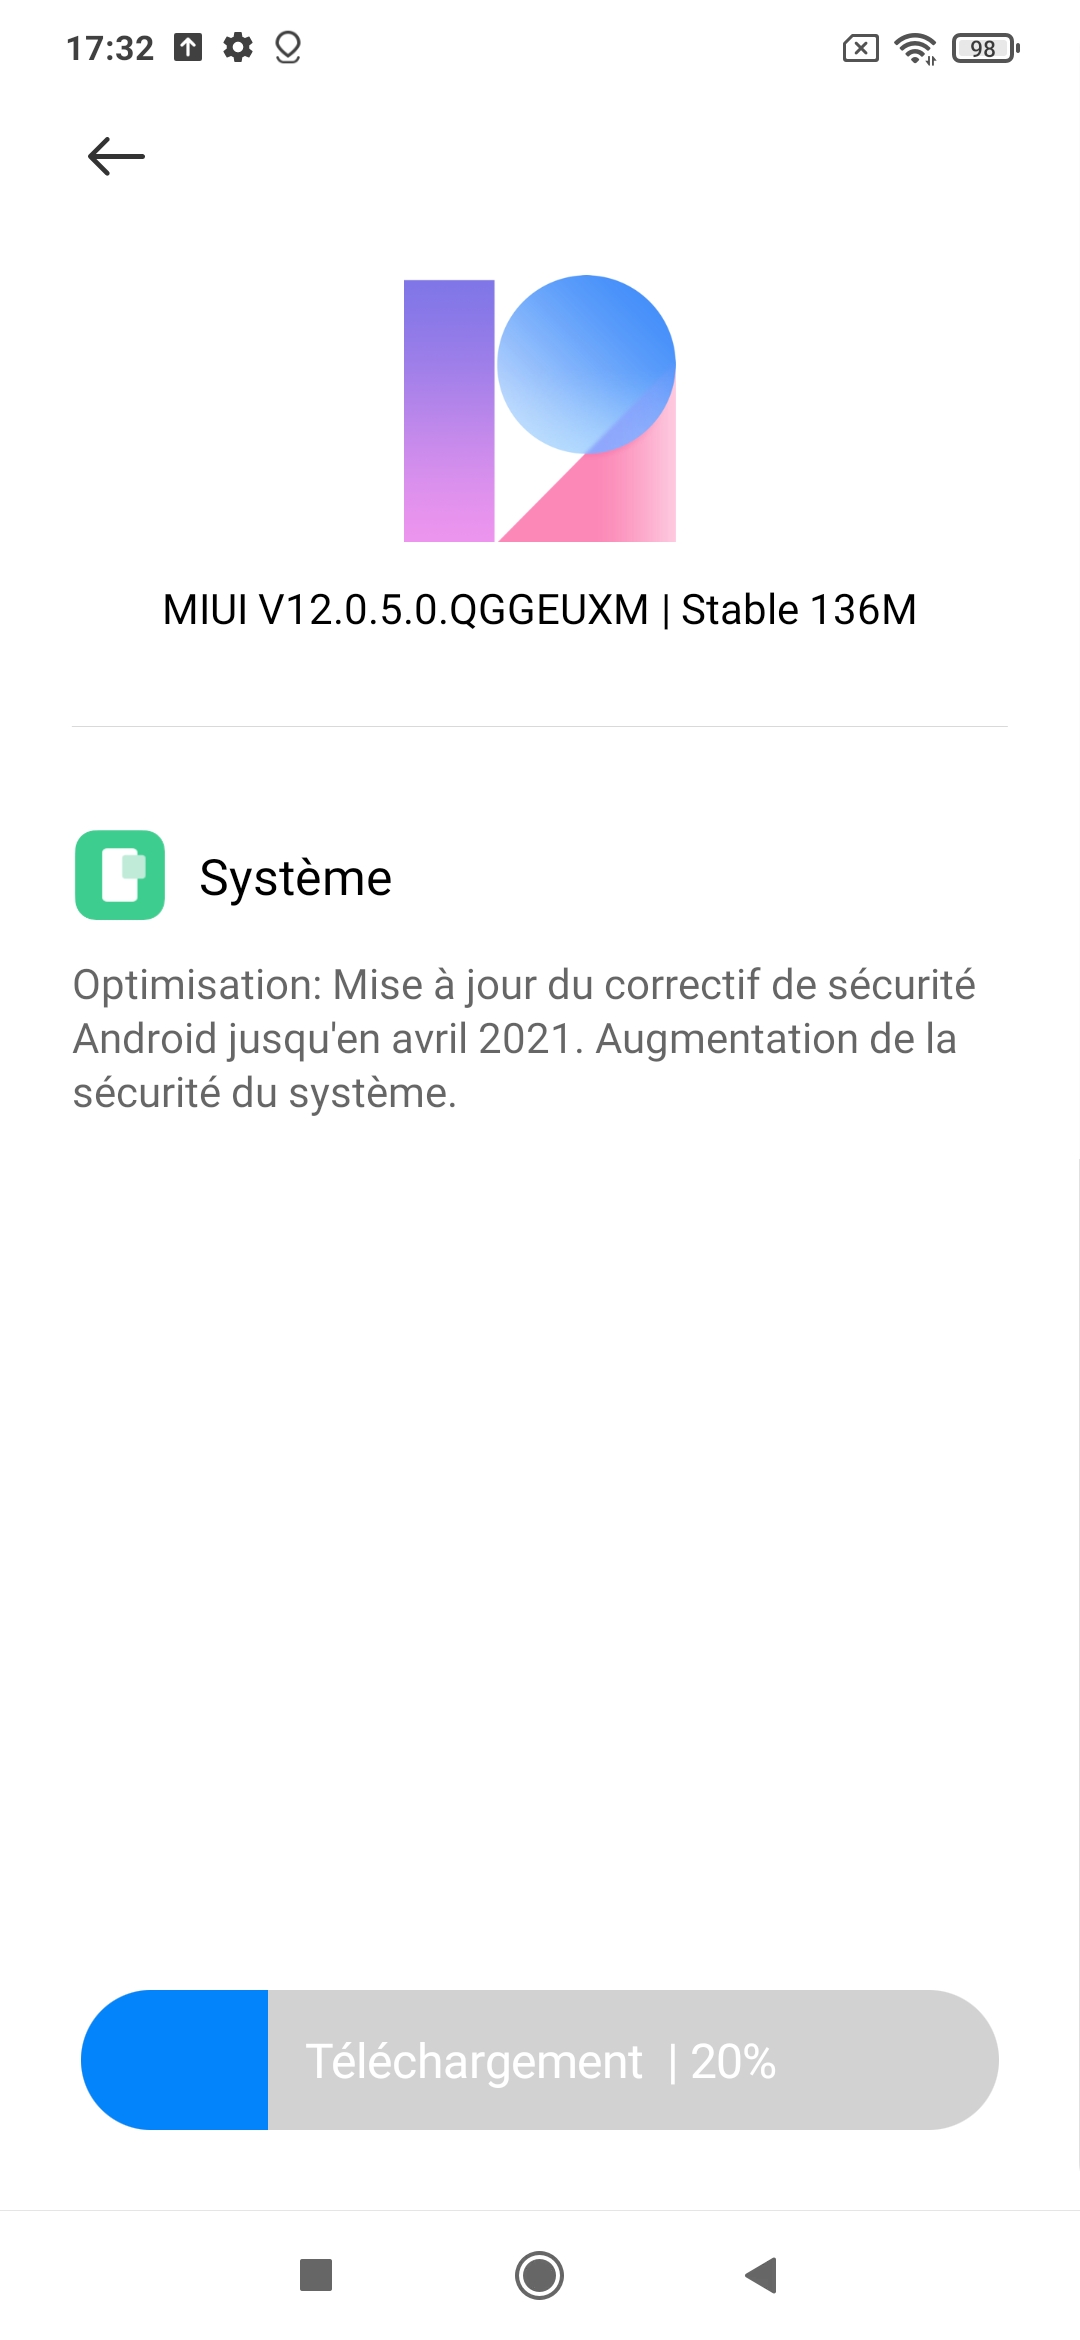 17:32
98
MIUI V12.0.5.0.QGGEUXM | Stable 136M
Système
Optimisation: Mise à jour du correctif de sécurité
Android jusqu'en avril 2021. Augmentation de la
sécurité du système.
Téléchargement | 20%